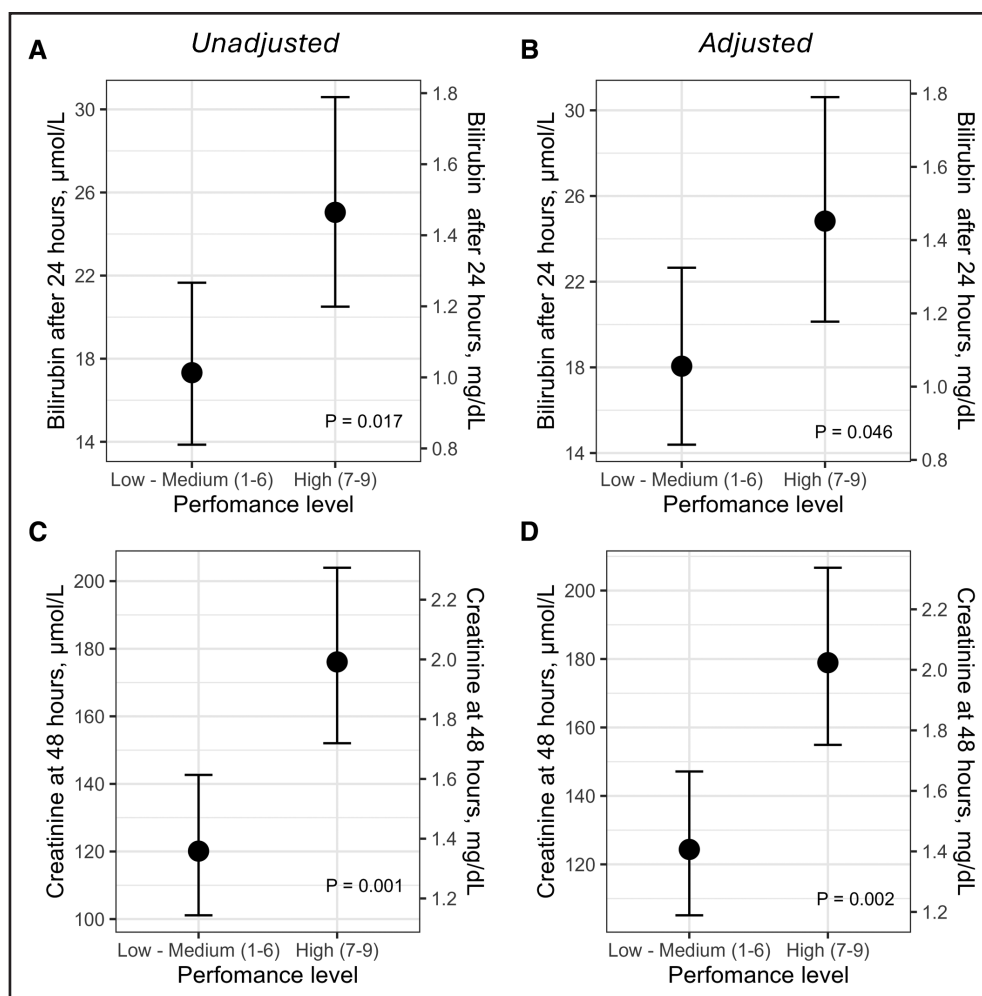 A
Unadjusted
Bilirubin after 24 hours, µmol/L
30
26
22
18
14
1.8
1.6
1.4
1.2
1.0
0.8
Bilirubin after 24 hours, mg/dL
P = 0.017
Low - Medium (1-6)
High (7-9)
Perfomance level
B
Adjusted
Bilirubin after 24 hours, µmol/L
30
26
22
18
14
1.8
1.6
1.4
1.2
1.0
0.8
Bilirubin after 24 hours, mg/dL
P = 0.046
Low - Medium (1-6)
High (7-9)
Perfomance level
C
Creatinine at 48 hours, µmol/L
200
180
160
140
120
100
2.2
2.0
1.8
1.6
1.4
1.2
Creatinine at 48 hours, mg/dL
P = 0.001
Low - Medium (1-6)
High (7-9)
Perfomance level
D
Creatinine at 48 hours, µmol/L
200
180
160
140
120
2.2
2.0
1.8
1.6
1.4
1.2
Creatinine at 48 hours, mg/dL
P = 0.002
Low - Medium (1-6)
High (7-9)
Perfomance level